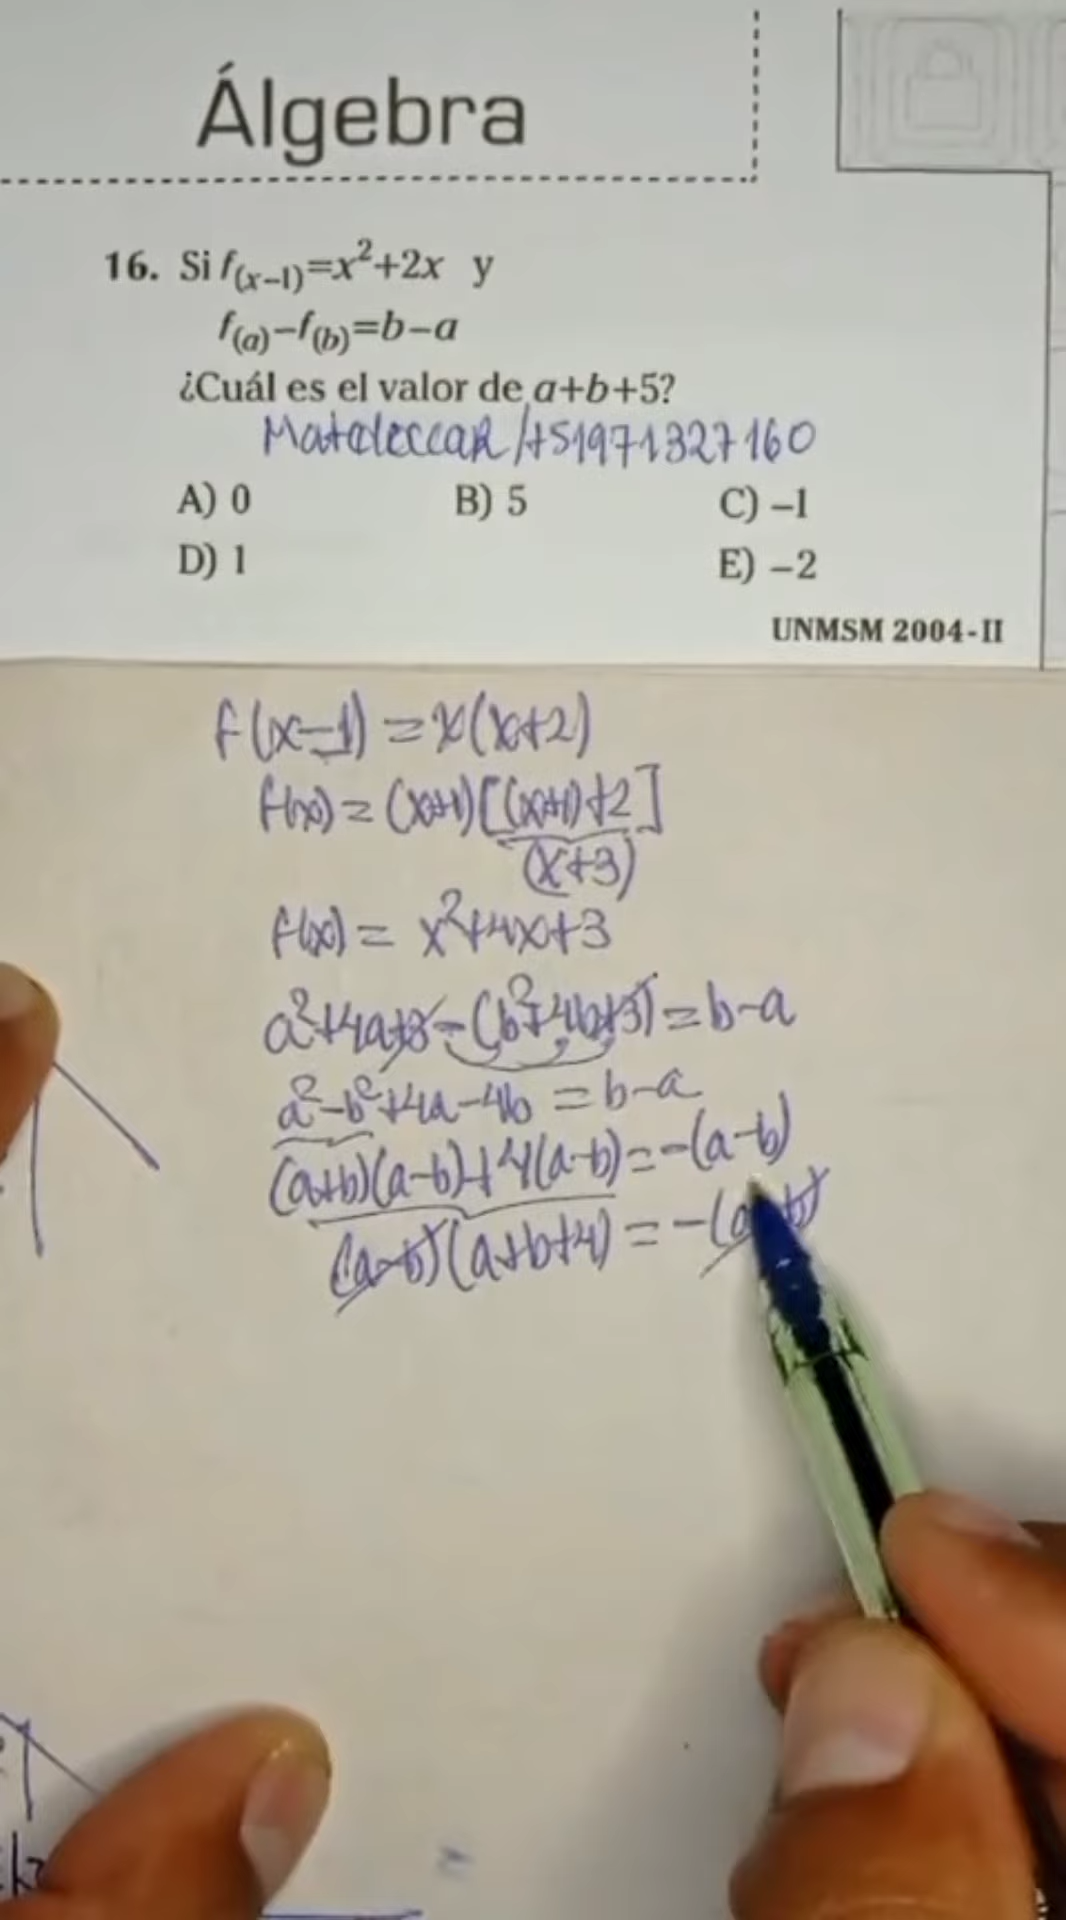 Álgebra
16. Si f(x−1)=x²+2x y
f(a)−f(b)=b−a
¿Cuál es el valor de a+b+5?
MateleccaR/+51971327160
A) 0 B) 5 C) −1
D) 1 E) −2
UNMSM 2004-II
f(x−1) = x(x+2)
f(x) = (x+1)[(x+1)+2]
(x+3)
f(x) = x²+4x+3
a²+4a+3−(b²+4b+3)=b−a
a²−b²+4a−4b = b−a
(a+b)(a−b)+4(a−b)=−(a−b)
(a−b)(a+b+4) = −(a−b)